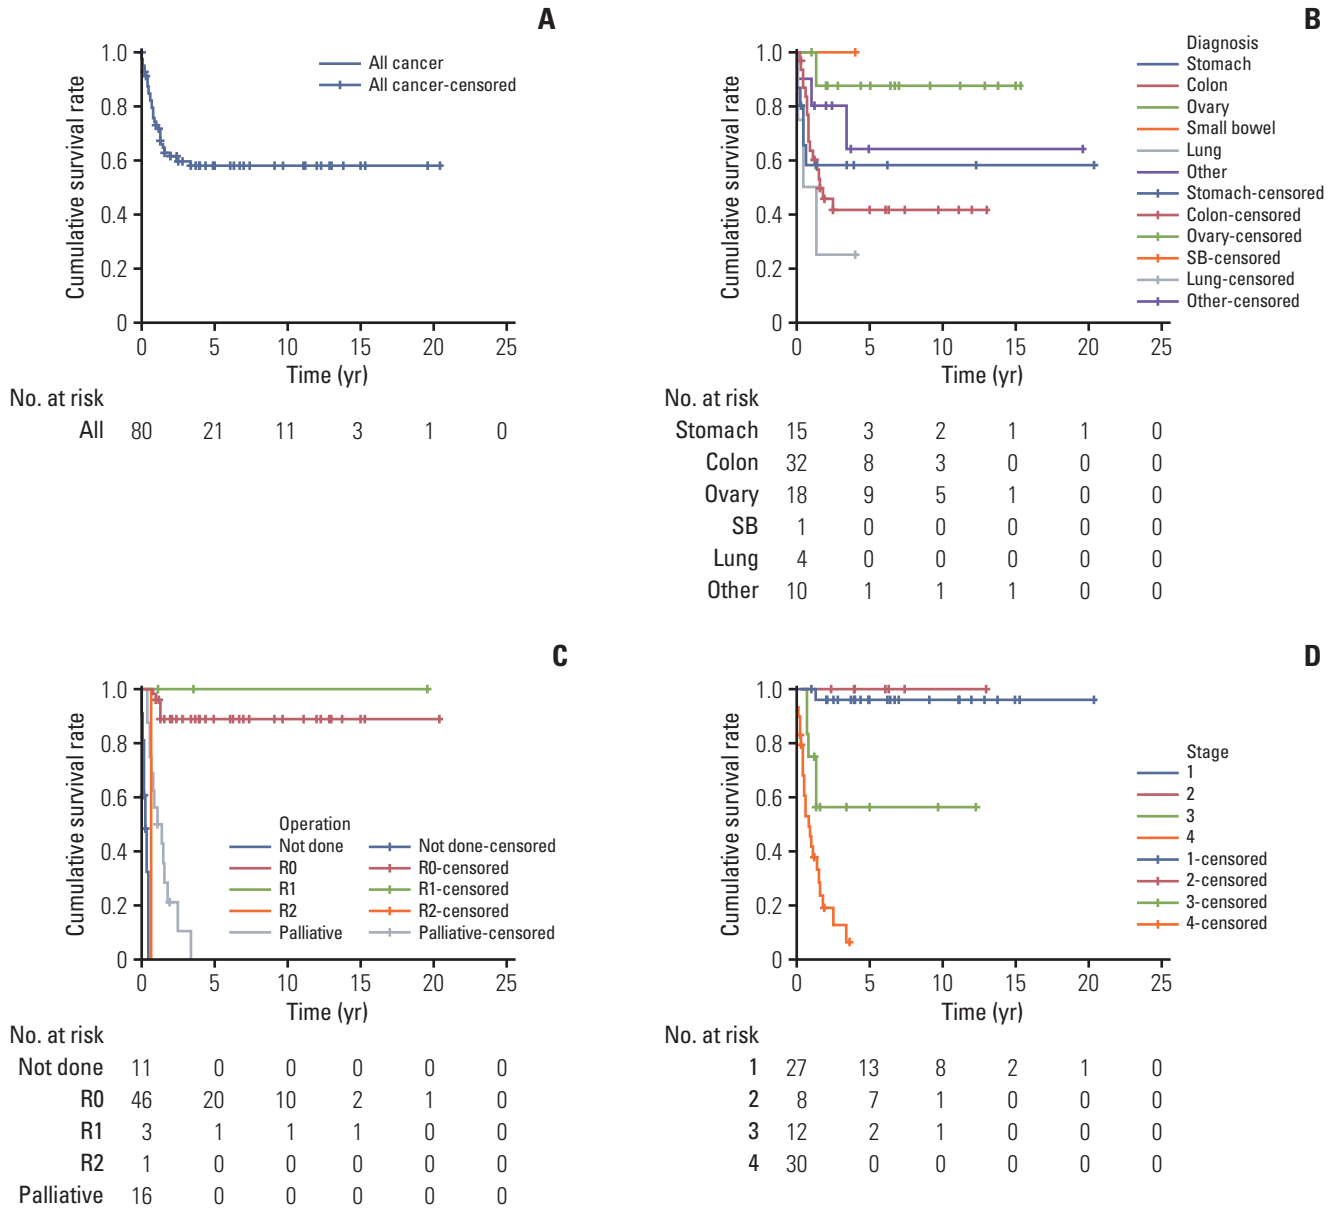 A
Cumulative survival rate
1.0
0.8
0.6
0.4
0.2
0
0 5 10 15 20 25
Time (yr)
All cancer
All cancer-censored
No. at risk
All 80 21 11 3 1 0
B
Cumulative survival rate
1.0
0.8
0.6
0.4
0.2
0
0 5 10 15 20 25
Time (yr)
Diagnosis
Stomach
Colon
Ovary
Small bowel
Lung
Other
Stomach-censored
Colon-censored
Ovary-censored
SB-censored
Lung-censored
Other-censored
No. at risk
Stomach 15 3 2 1 1 0
Colon 32 8 3 0 0 0
Ovary 18 9 5 1 0 0
SB 1 0 0 0 0 0
Lung 4 0 0 0 0 0
Other 10 1 1 1 0 0
C
Cumulative survival rate
1.0
0.8
0.6
0.4
0.2
0
0 5 10 15 20 25
Time (yr)
Operation
Not done Not done-censored
R0 R0-censored
R1 R1-censored
R2 R2-censored
Palliative Palliative-censored
No. at risk
Not done 11 0 0 0 0 0
R0 46 20 10 2 1 0
R1 3 1 1 1 0 0
R2 1 0 0 0 0 0
Palliative 16 0 0 0 0 0
D
Cumulative survival rate
1.0
0.8
0.6
0.4
0.2
0
0 5 10 15 20 25
Time (yr)
Stage
1
2
3
4
1-censored
2-censored
3-censored
4-censored
No. at risk
1 27 13 8 2 1 0
2 8 7 1 0 0 0
3 12 2 1 0 0 0
4 30 0 0 0 0 0